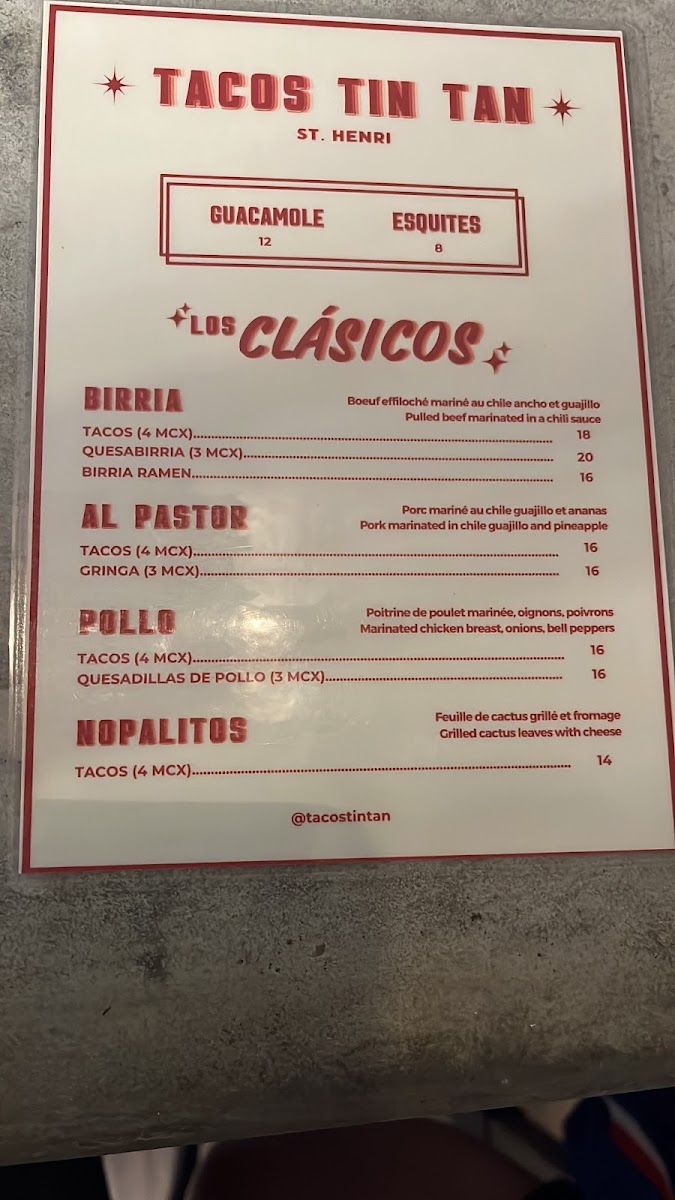 TACOS TIN TAN
ST. HENRI
GUACAMOLE
12
ESQUITES
8
LOS CLÁSICOS
BIRRIA
Boeuf effiloché mariné au chile ancho et guajillo
Pulled beef marinated in a chili sauce
TACOS (4 MCX) 18
QUESABIRRIA (3 MCX) 20
BIRRIA RAMEN 16
AL PASTOR
Porc mariné au chile guajillo et ananas
Pork marinated in chile guajillo and pineapple
TACOS (4 MCX) 16
GRINGA (3 MCX) 16
POLLO
Poitrine de poulet marinée, oignons, poivrons
Marinated chicken breast, onions, bell peppers
TACOS (4 MCX) 16
QUESADILLAS DE POLLO (3 MCX) 16
NOPALITOS
Feuille de cactus grillé et fromage
Grilled cactus leaves with cheese
TACOS (4 MCX) 14
@tacostintan